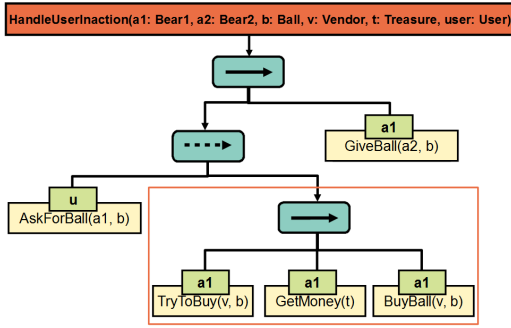 HandleUserInaction(a1: Bear1, a2: Bear2, b: Ball, v: Vendor, t: Treasure, user: User)
a1
GiveBall(a2, b)
u
AskForBall(a1, b)
a1
TryToBuy(v, b)
a1
GetMoney(t)
a1
BuyBall(v, b)